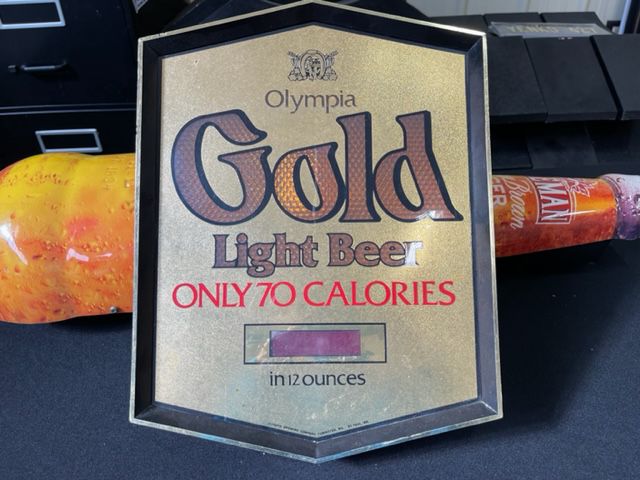 Olympia
Gold
Light Beer
ONLY 70 CALORIES
in 12 ounces